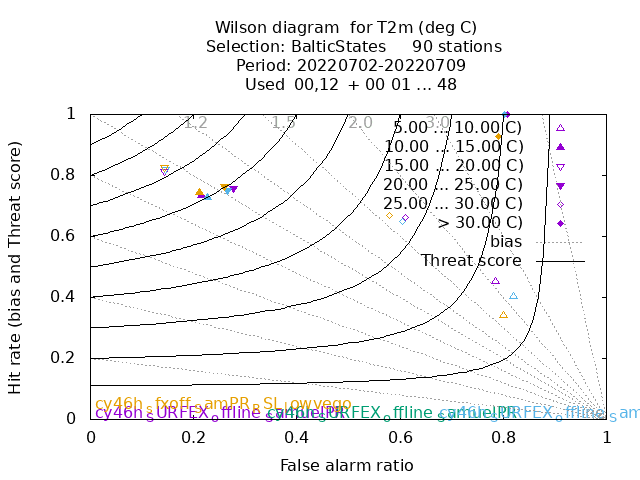 Wilson diagram for T2m (deg C)
Selection: BalticStates 90 stations
Period: 20220702-20220709
Used 00,12 + 00 01 ... 48
Hit rate (bias and Threat score)
1
0.8
0.6
0.4
0.2
0
1.2 1.5 2.0 3.0
5.00 ... 10.00 C)
10.00 ... 15.00 C)
15.00 ... 20.00 C)
20.00 ... 25.00 C)
25.00 ... 30.00 C)
> 30.00 C)
bias
Threat score
cy46h_sfxoff_samPR_RSL_lowvego
cy46h_SURFEX_offline_sampleIPR
0 0.2 0.4 0.6 0.8 1
False alarm ratio